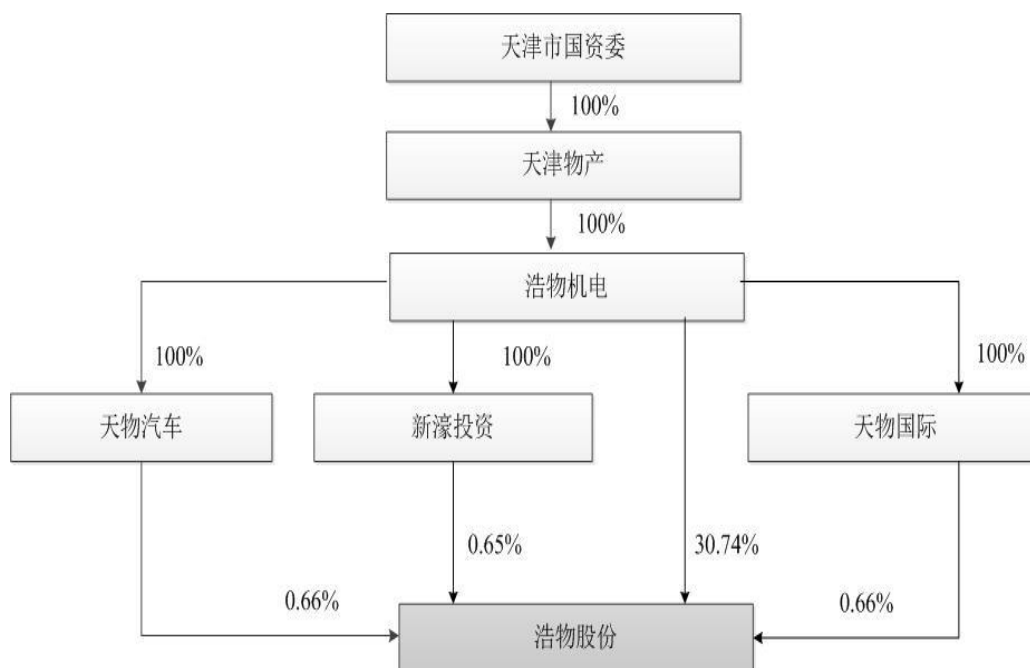 天津市国资委
100%
天津物产
100%
浩物机电
100%
100%
100%
天物汽车
新濠投资
天物国际
0.65%
30.74%
0.66%
0.66%
浩物股份